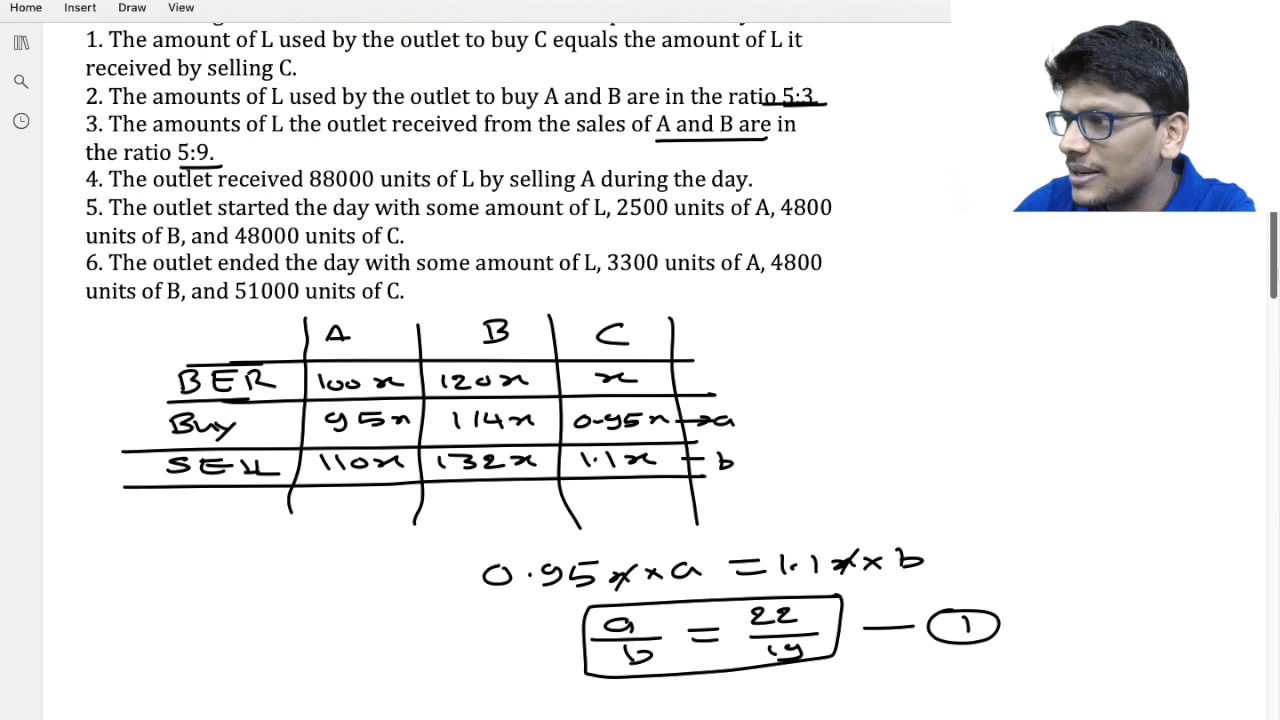 Home Insert Draw View
1. The amount of L used by the outlet to buy C equals the amount of L it
received by selling C.
2. The amounts of L used by the outlet to buy A and B are in the ratio 5:3.
3. The amounts of L the outlet received from the sales of A and B are in
the ratio 5:9.
4. The outlet received 88000 units of L by selling A during the day.
5. The outlet started the day with some amount of L, 2500 units of A, 4800
units of B, and 48000 units of C.
6. The outlet ended the day with some amount of L, 3300 units of A, 4800
units of B, and 51000 units of C.
A B C
BER 100x 120x x
Buy 95x 114x 0.95x → a
SELL 110x 132x 1.1x – b
0.95x × a = 1.1x × b
a/b = 22/19 — 1